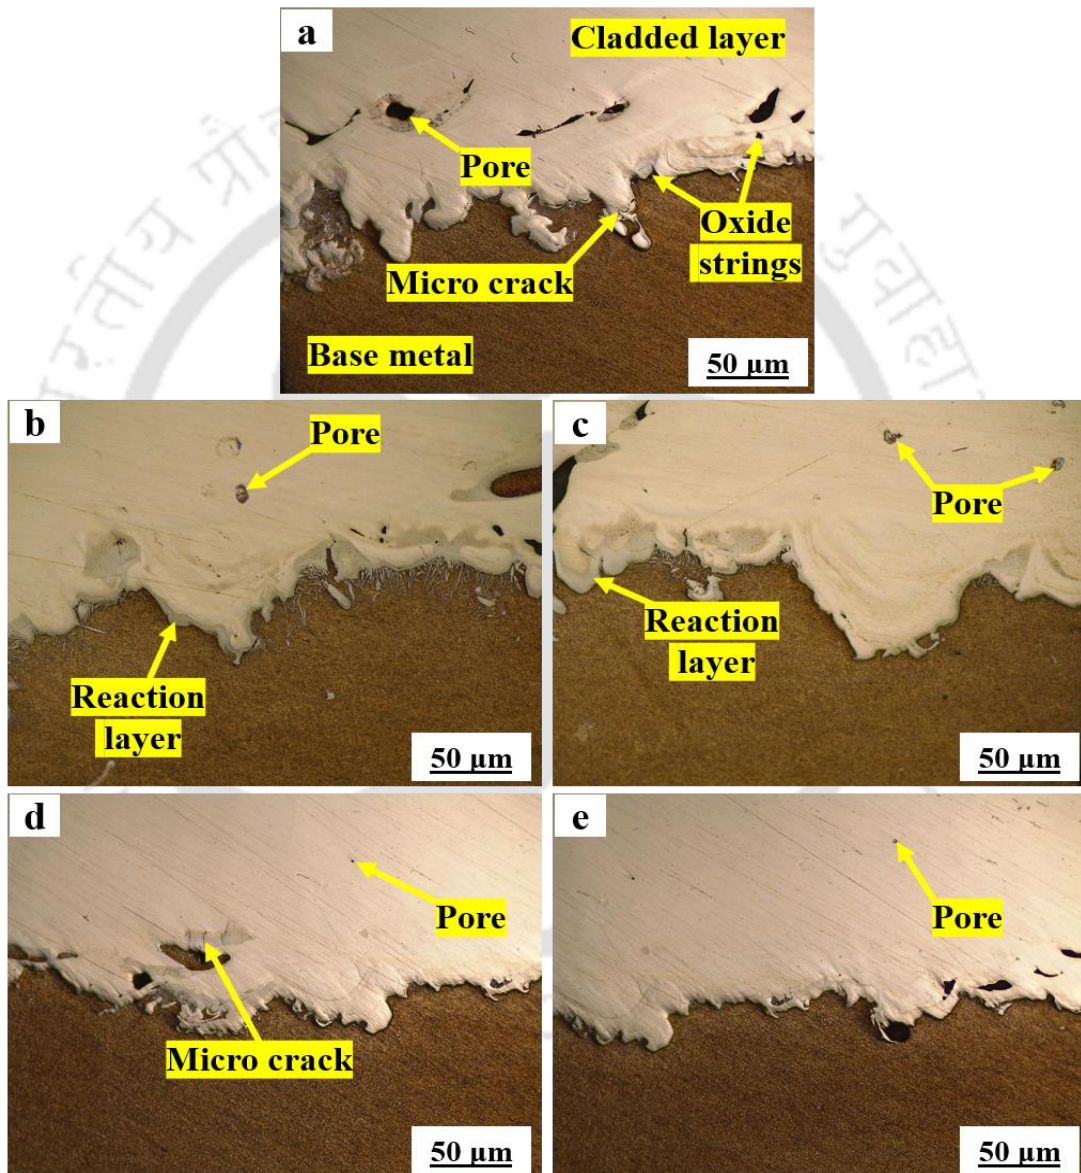 a
Cladded layer
Pore
Oxide
strings
Micro crack
Base metal
50 µm
b
Pore
Reaction
layer
50 µm
c
Pore
Reaction
layer
50 µm
d
Pore
Micro crack
50 µm
e
Pore
50 µm